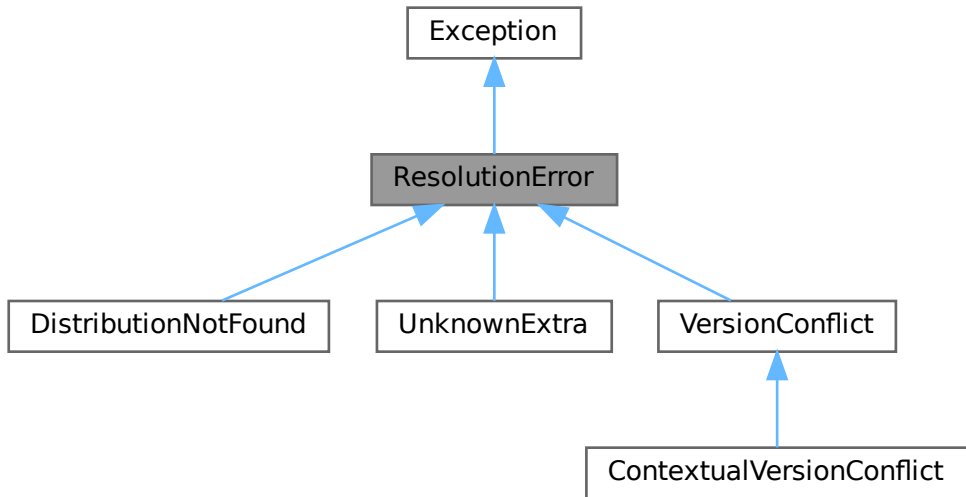 Exception
ResolutionError
DistributionNotFound
UnknownExtra
VersionConflict
ContextualVersionConflict